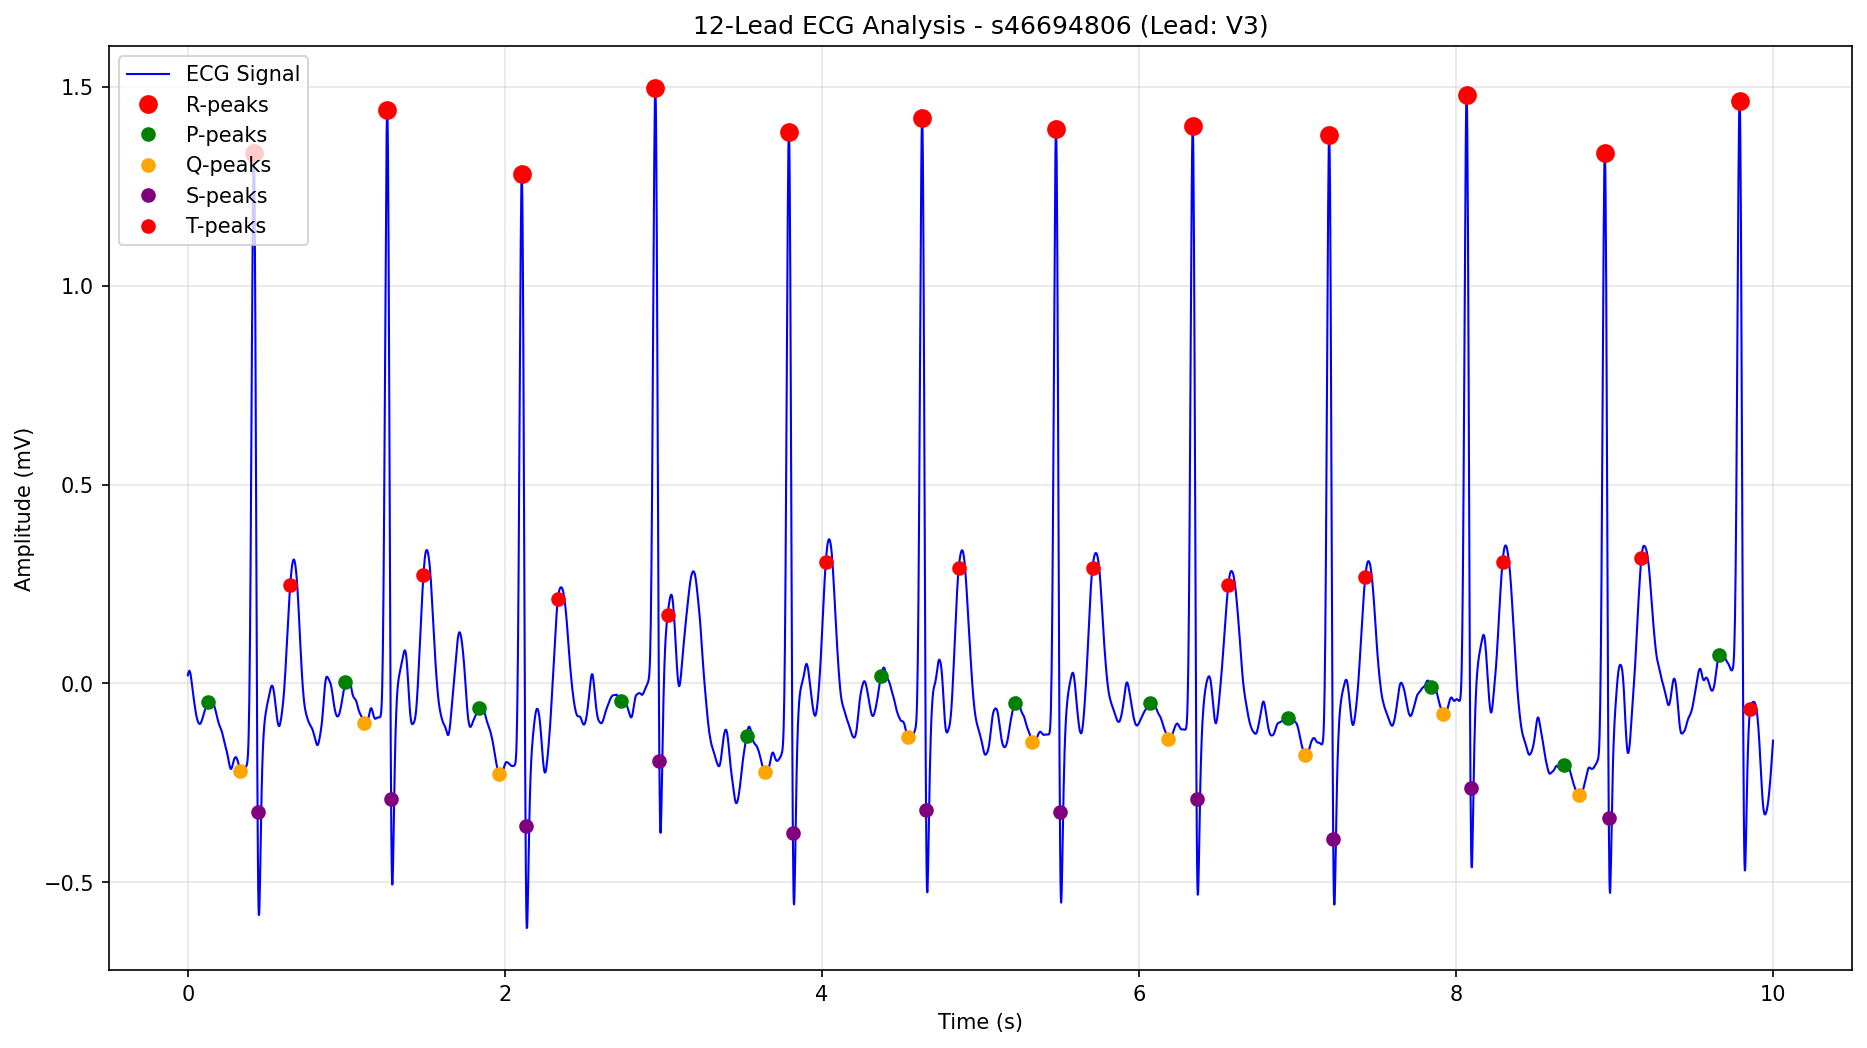 12-Lead ECG Analysis - s46694806 (Lead: V3)
ECG Signal
R-peaks
P-peaks
Q-peaks
S-peaks
T-peaks
1.5
1.0
0.5
0.0
−0.5
Amplitude (mV)
0 2 4 6 8 10
Time (s)